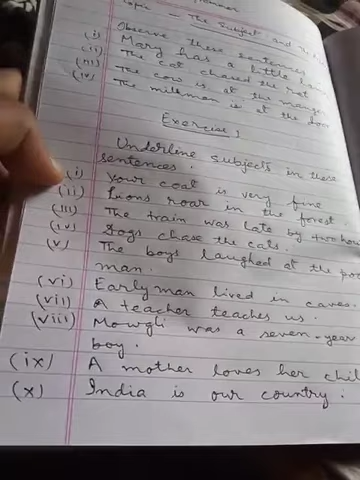 Topic - The Subject and The
Observe these sentences
(i) Mary has a little
(ii) The cat chased the rat
(iii) The cow is at the manger
(iv) The milkman is at the door
Exercise 1
Underline subjects in these
sentences.
(i) Your coat is very fine
(ii) Lions roar in the forest.
(iii) The train was late by two
(iv) Dogs chase the cats.
(v) The boys laughed at the
man.
(vi) Early man lived in caves.
(vii) A teacher teaches us.
(viii) Mowgli was a seven-year
boy.
(ix) A mother loves her
(x) India is our country.